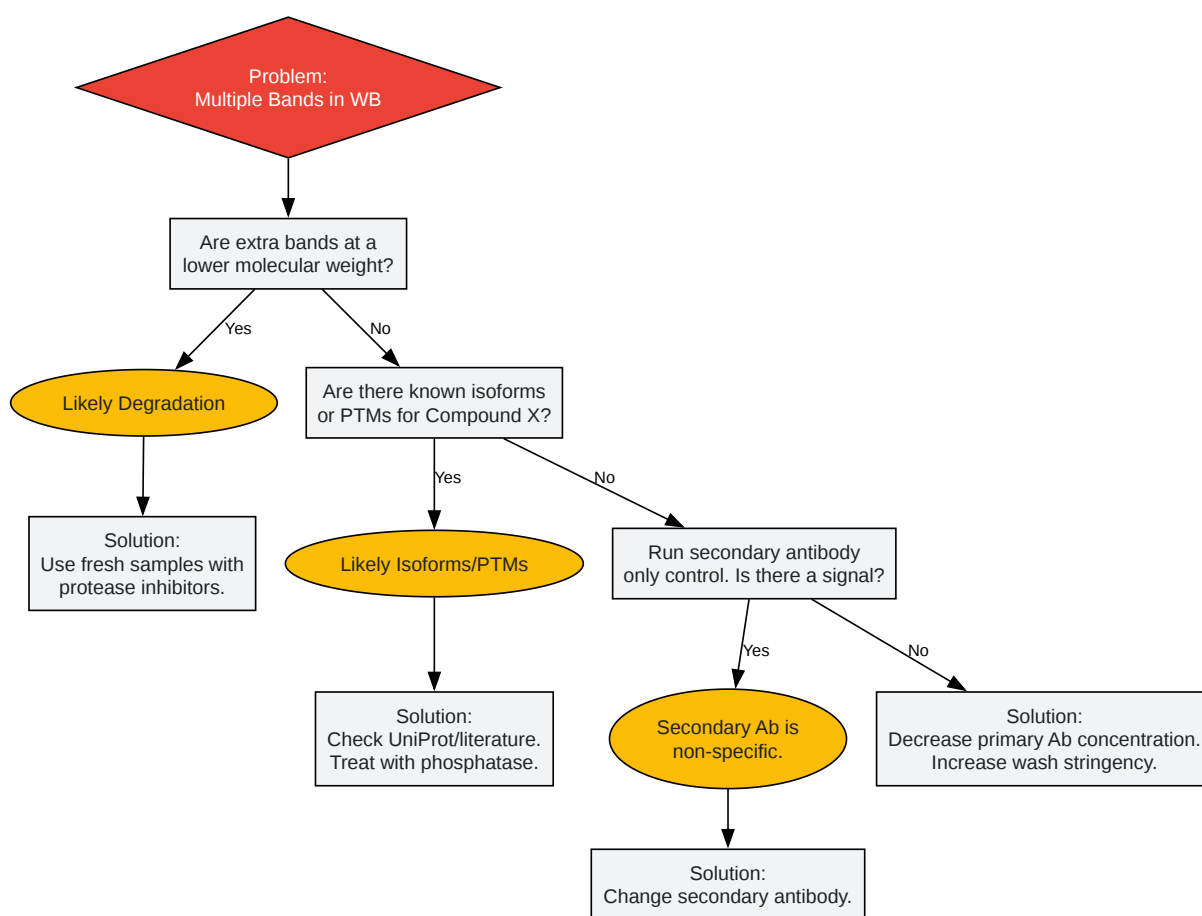 Problem:
Multiple Bands in WB
Are extra bands at a
lower molecular weight?
Yes
No
Likely Degradation
Are there known isoforms
or PTMs for Compound X?
Solution:
Use fresh samples with
protease inhibitors.
Yes
No
Likely Isoforms/PTMs
Run secondary antibody
only control. Is there a signal?
Yes
No
Solution:
Check UniProt/literature.
Treat with phosphatase.
Secondary Ab is
non-specific.
Solution:
Decrease primary Ab concentration.
Increase wash stringency.
Solution:
Change secondary antibody.